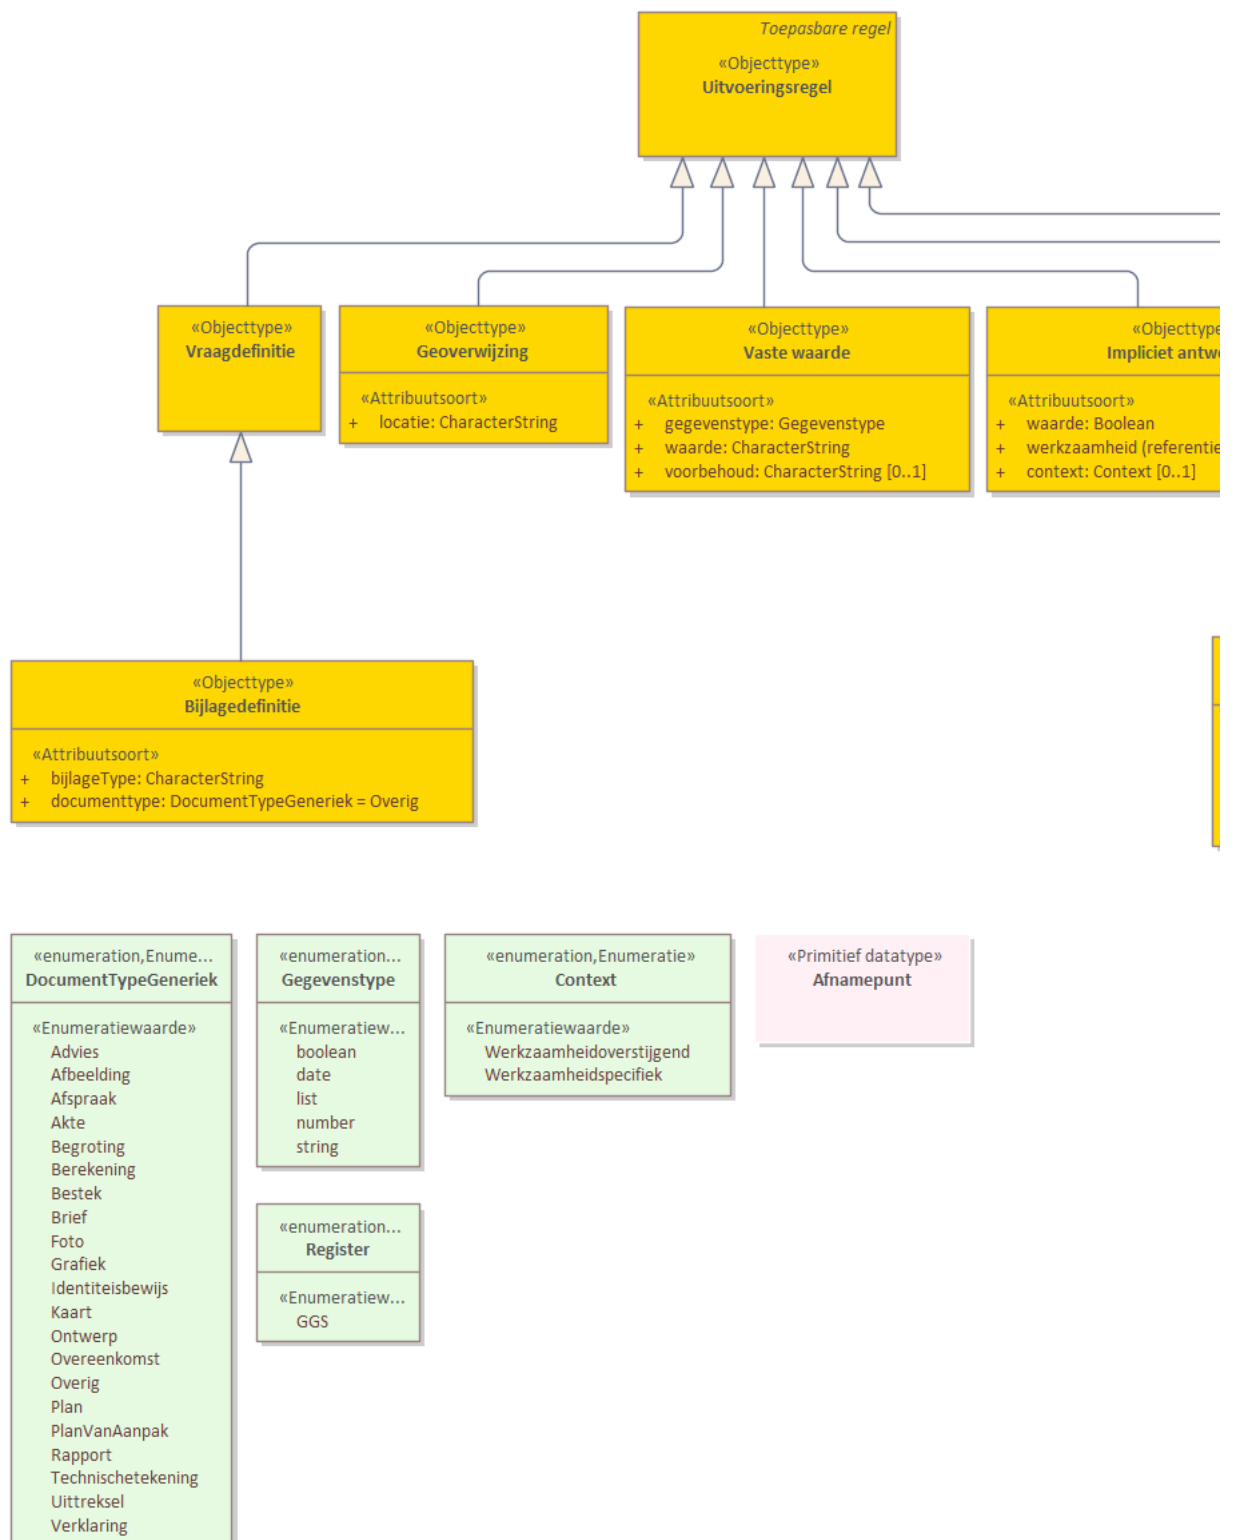 Toepasbare regel
«Objecttype»
Uitvoeringsregel
«Objecttype»
Vraagdefinitie
«Objecttype»
Geoverwijzing
«Attribuutsoort»
+ locatie: CharacterString
«Objecttype»
Vaste waarde
«Attribuutsoort»
+ gegevenstype: Gegevenstype
+ waarde: CharacterString
+ voorbehoud: CharacterString [0..1]
«Objecttype
Impliciet antw
«Attribuutsoort»
+ waarde: Boolean
+ werkzaamheid (referentie
+ context: Context [0..1]
«Objecttype»
Bijlagedefinitie
«Attribuutsoort»
+ bijlageType: CharacterString
+ documenttype: DocumentTypeGeneriek = Overig
«enumeration,Enume...
DocumentTypeGeneriek
«Enumeratiewaarde»
Advies
Afbeelding
Afspraak
Akte
Begroting
Berekening
Bestek
Brief
Foto
Grafiek
Identiteisbewijs
Kaart
Ontwerp
Overeenkomst
Overig
Plan
PlanVanAanpak
Rapport
Technischetekening
Uittreksel
Verklaring
«enumeration...
Gegevenstype
«Enumeratiew...
boolean
date
list
number
string
«enumeration...
Register
«Enumeratiew...
GGS
«enumeration,Enumeratie»
Context
«Enumeratiewaarde»
Werkzaamheidoverstijgend
Werkzaamheidspecifiek
«Primitief datatype»
Afnamepunt